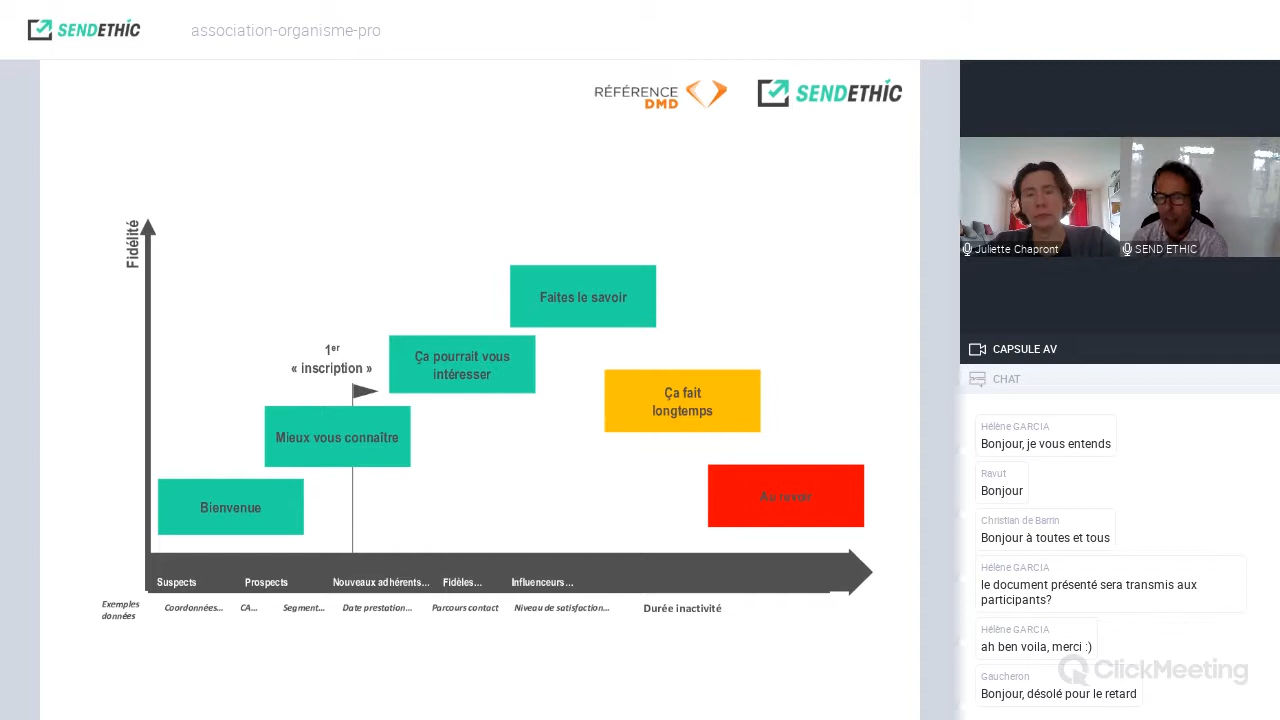 SENDETHIC
association-organisme-pro
RÉFÉRENCE
DMD
SENDETHIC
Fidélité
Faites le savoir
1er
« inscription »
Ça pourrait vous
intéresser
Ça fait
longtemps
Mieux vous connaître
Au revoir
Bienvenue
Suspects
Prospects
Nouveaux adhérents...
Fidèles...
Influenceurs...
Exemples
données
Coordonnées...
CA...
Segment...
Date prestation...
Parcours contact
Niveau de satisfaction...
Durée inactivité
Juliette Chapront
SEND ETHIC
CAPSULE AV
CHAT
Hélène GARCIA
Bonjour, je vous entends
Ravut
Bonjour
Christian de Barrin
Bonjour à toutes et tous
Hélène GARCIA
le document présenté sera transmis aux
participants?
Hélène GARCIA
ah ben voila, merci :)
Gaucheron
Bonjour, désolé pour le retard
ClickMeeting